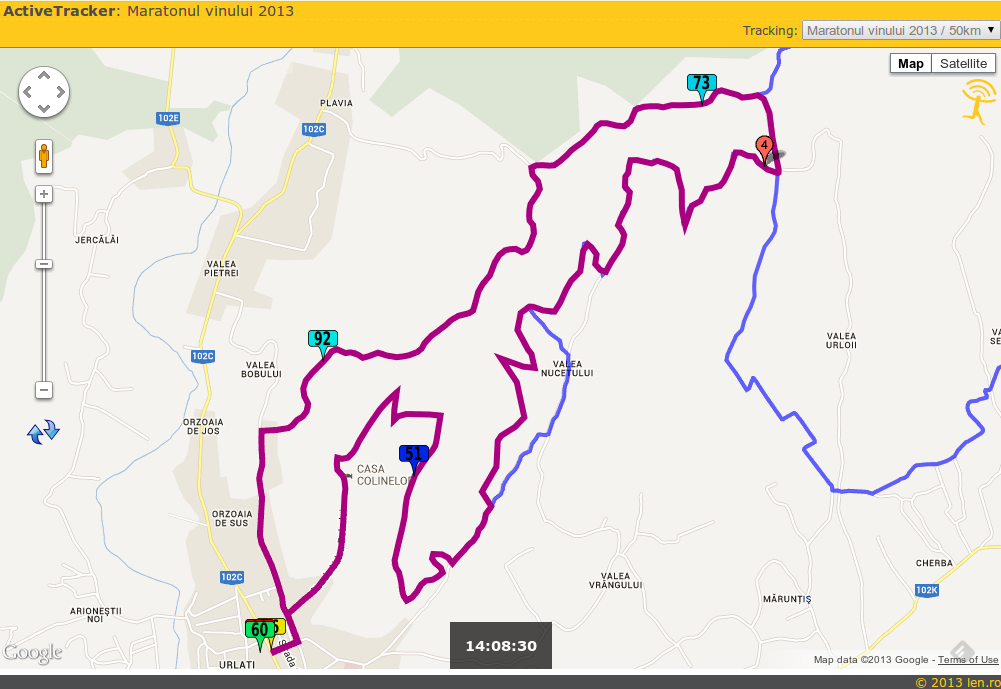 ActiveTracker: Maratonul vinului 2013
Tracking: Maratonul vinului 2013 / 50km
Map Satellite
73
PLAVIA
102E
102C
4
JERCĂLĂI
VALEA
PIETREI
92
102C
VALEA
BOBULUI
VALEA
NUCETULUI
VALEA
URLOII
ORZOAIA
DE JOS
51
CASA
COLINELOR
ORZOAIA
DE SUS
102C
CHERBA
102K
VALEA
VRÂNGULUI
MĂRUNȚIȘ
ARIONEȘTII
NOI
60
URLATI
14:08:30
Google
Map data ©2013 Google - Terms of Use
© 2013 len.ro